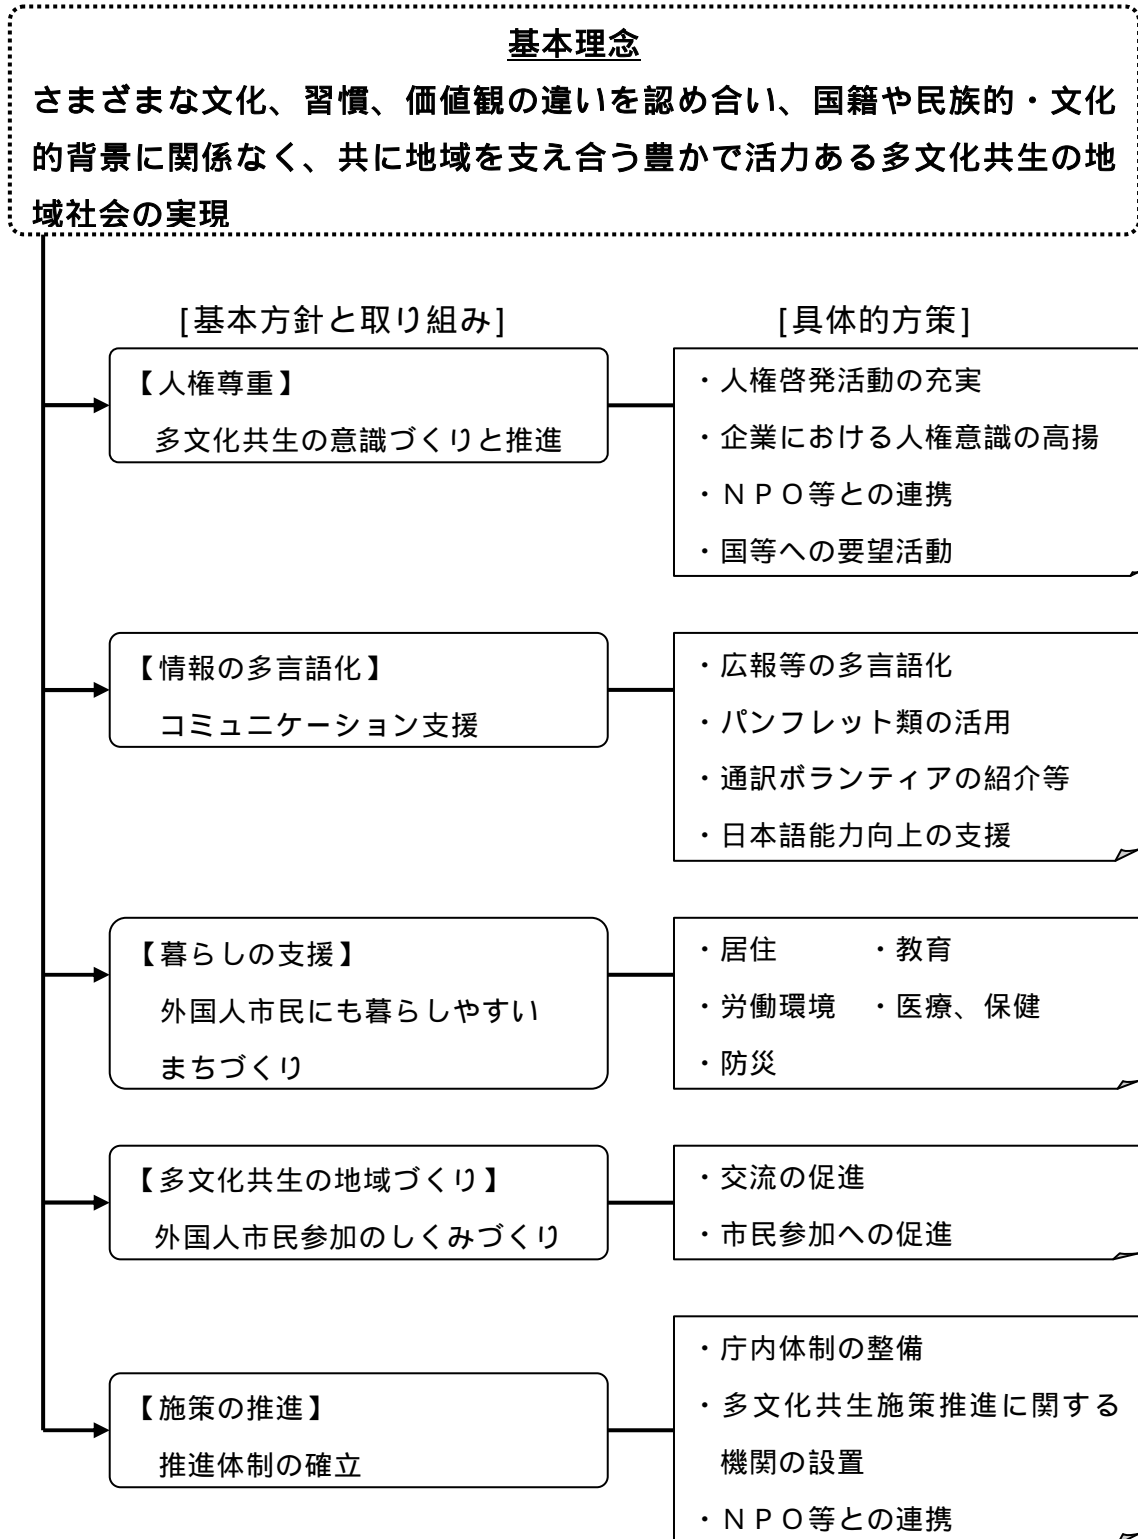 基本理念
さまざまな文化、習慣、価値観の違いを認め合い、国籍や民族的・文化
的背景に関係なく、共に地域を支え合う豊かで活力ある多文化共生の地
域社会の実現
[基本方針と取り組み]
[具体的方策]
【人権尊重】
多文化共生の意識づくりと推進
・人権啓発活動の充実
・企業における人権意識の高揚
・ＮＰＯ等との連携
・国等への要望活動
【情報の多言語化】
コミュニケーション支援
・広報等の多言語化
・パンフレット類の活用
・通訳ボランティアの紹介等
・日本語能力向上の支援
【暮らしの支援】
外国人市民にも暮らしやすい
まちづくり
・居住　　　・教育
・労働環境　・医療、保健
・防災
【多文化共生の地域づくり】
外国人市民参加のしくみづくり
・交流の促進
・市民参加への促進
【施策の推進】
推進体制の確立
・庁内体制の整備
・多文化共生施策推進に関する
機関の設置
・ＮＰＯ等との連携